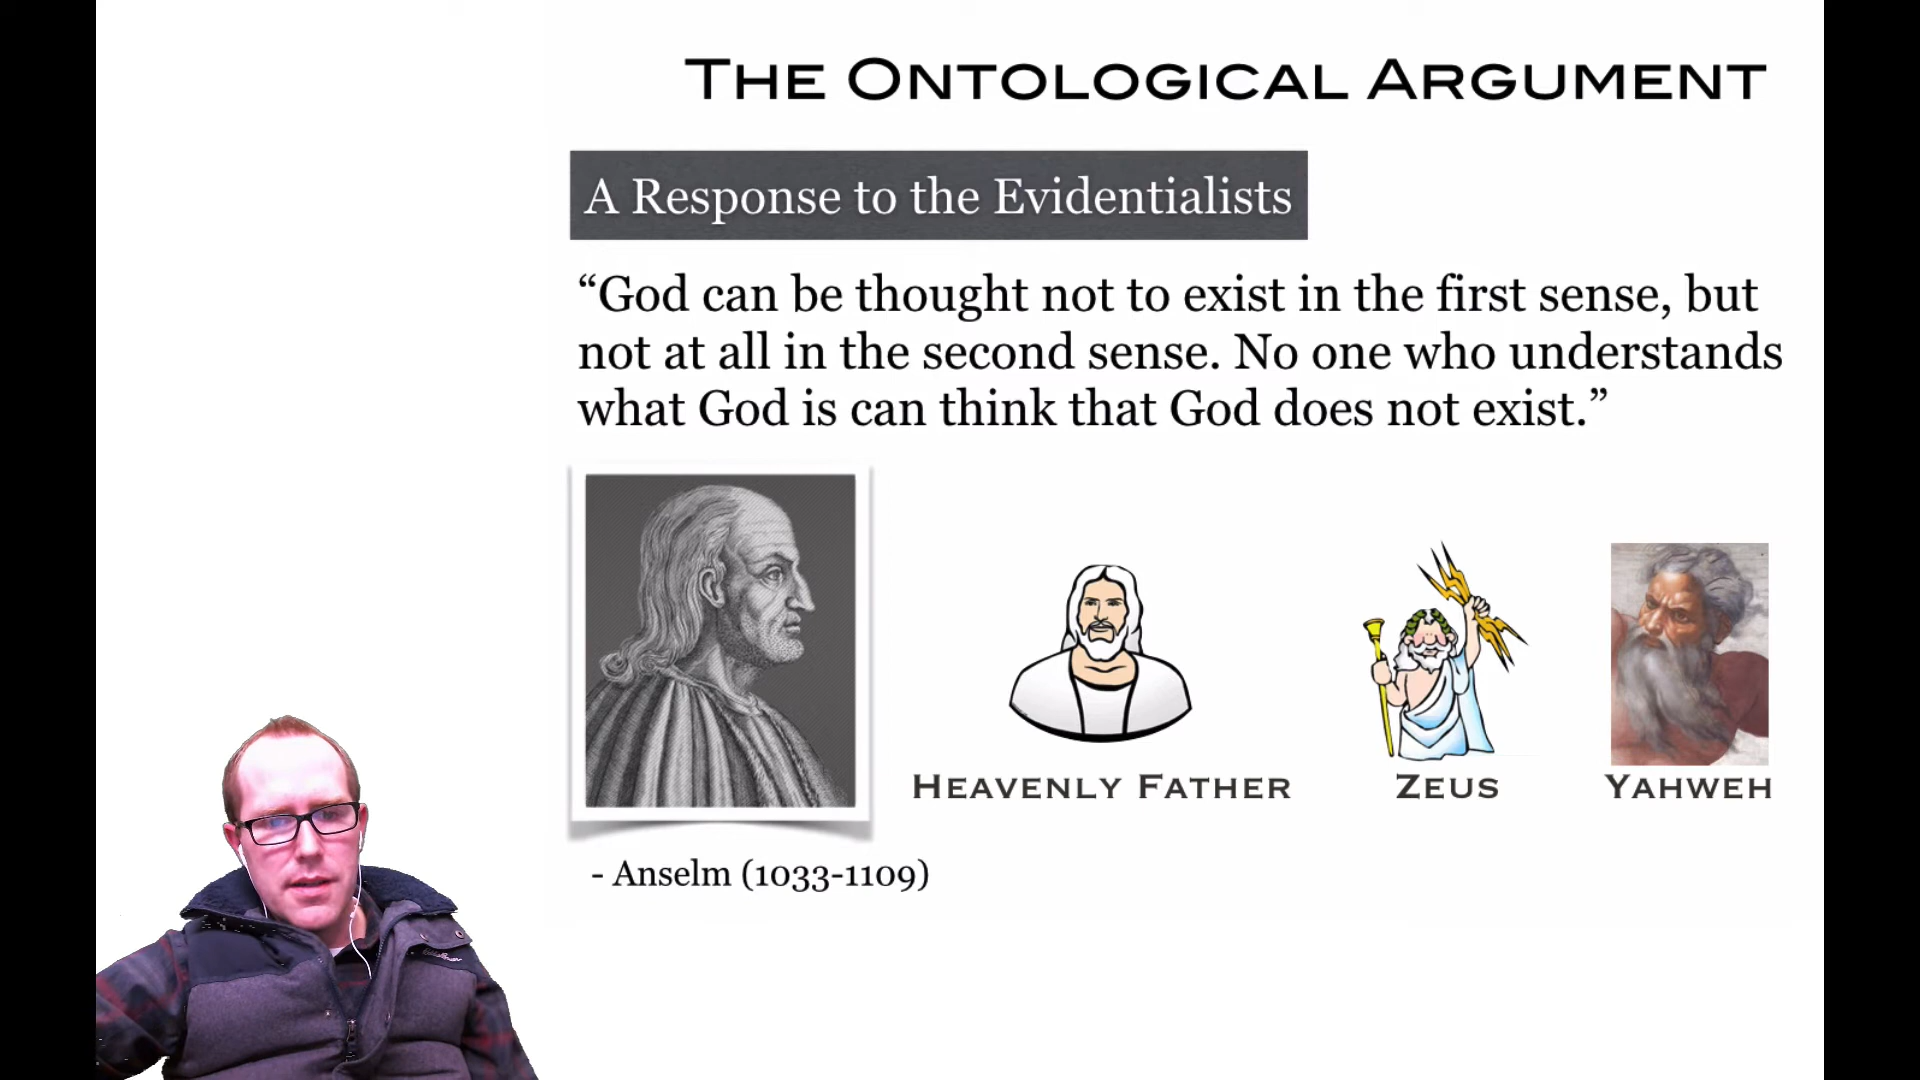 THE ONTOLOGICAL ARGUMENT
A Response to the Evidentialists
“God can be thought not to exist in the first sense, but
not at all in the second sense. No one who understands
what God is can think that God does not exist.”
HEAVENLY FATHER
ZEUS
YAHWEH
- Anselm (1033-1109)